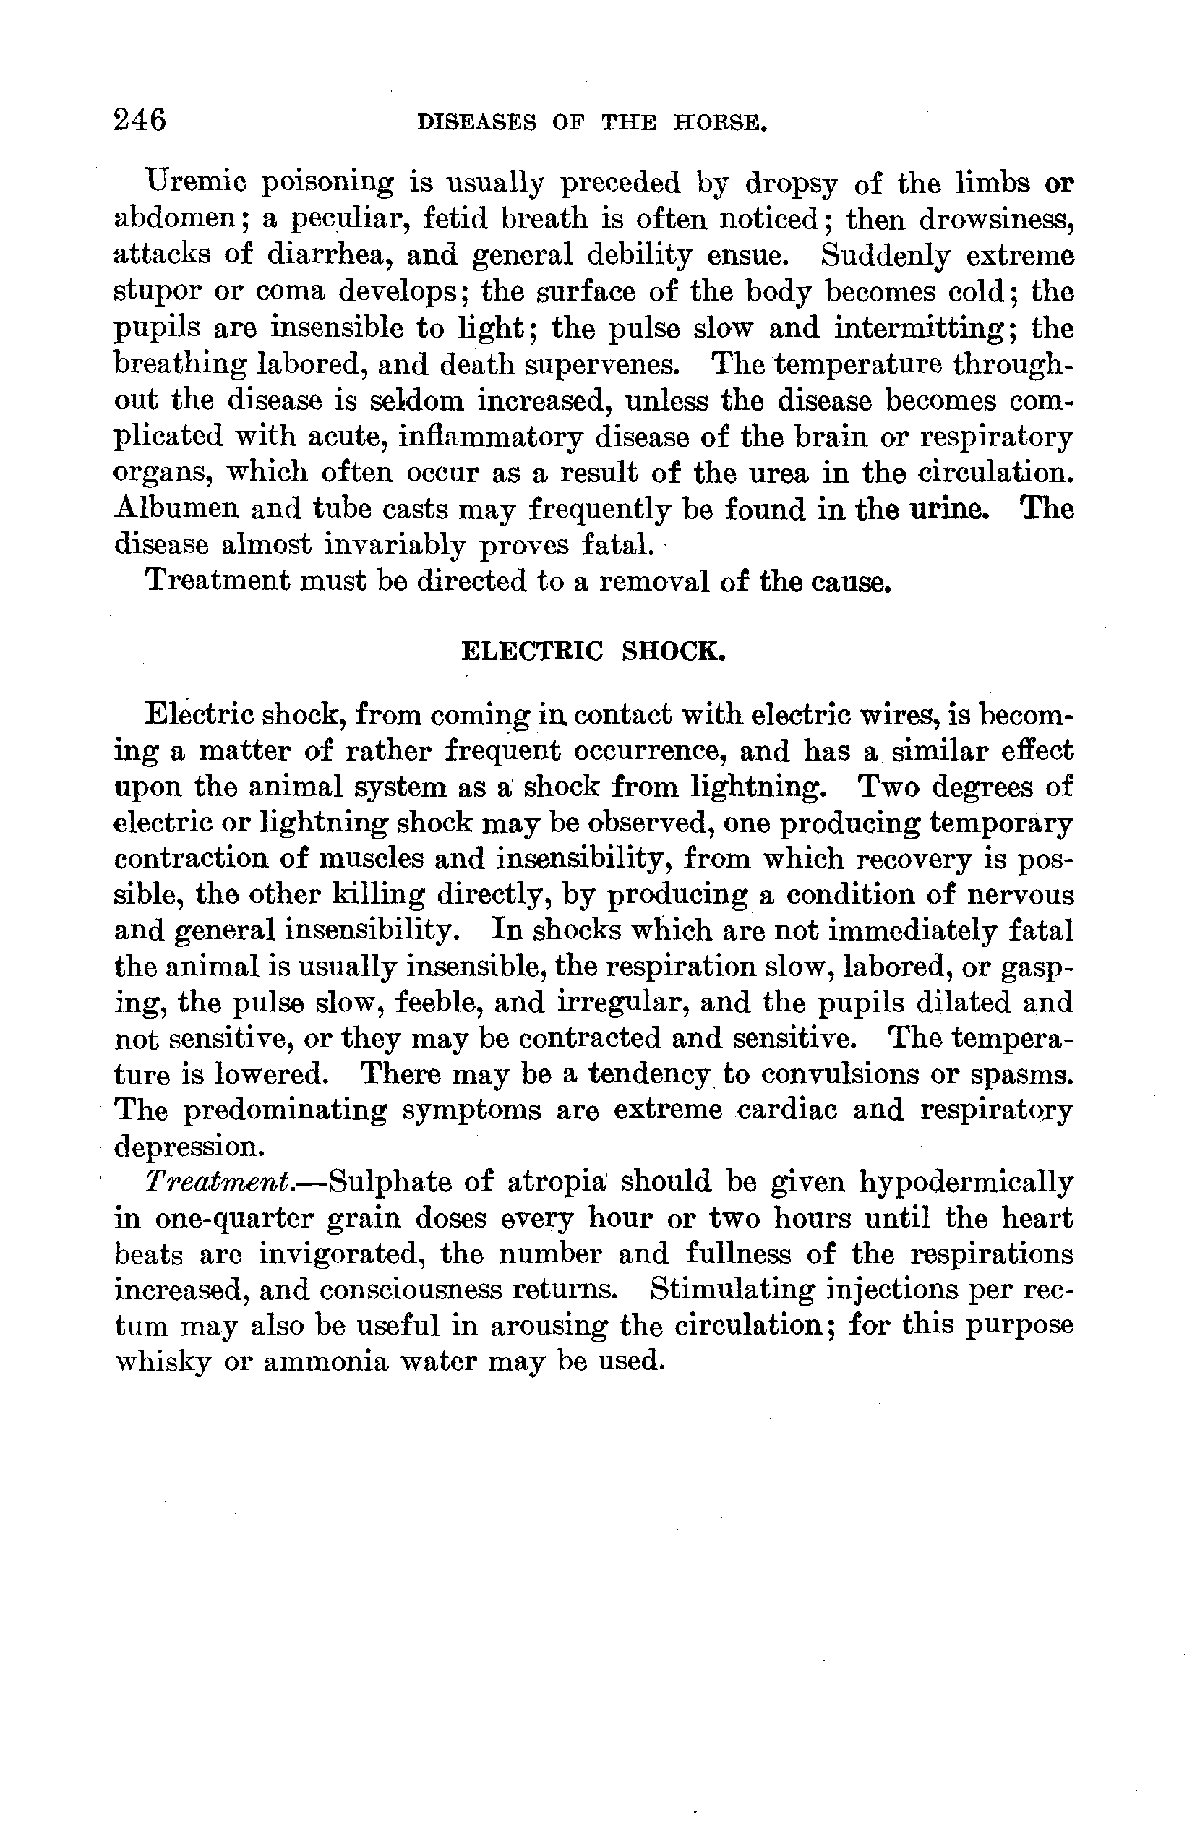 246 DISEASES OF THE HORSE.
Uremic poisoning is usually preceded by dropsy of the limbs or
abdomen; a peculiar, fetid breath is often noticed; then drowsiness,
attacks of diarrhea, and general debility ensue. Suddenly extreme
stupor or coma develops; the surface of the body becomes cold; the
pupils are insensible to light; the pulse slow and intermitting; the
breathing labored, and death supervenes. The temperature through-
out the disease is seldom increased, unless the disease becomes com-
plicated with acute, inflammatory disease of the brain or respiratory
organs, which often occur as a result of the urea in the circulation.
Albumen and tube casts may frequently be found in the urine. The
disease almost invariably proves fatal.
Treatment must be directed to a removal of the cause.
ELECTRIC SHOCK.
Electric shock, from coming in contact with electric wires, is becom-
ing a matter of rather frequent occurrence, and has a similar effect
upon the animal system as a shock from lightning. Two degrees of
electric or lightning shock may be observed, one producing temporary
contraction of muscles and insensibility, from which recovery is pos-
sible, the other killing directly, by producing a condition of nervous
and general insensibility. In shocks which are not immediately fatal
the animal is usually insensible, the respiration slow, labored, or gasp-
ing, the pulse slow, feeble, and irregular, and the pupils dilated and
not sensitive, or they may be contracted and sensitive. The tempera-
ture is lowered. There may be a tendency to convulsions or spasms.
The predominating symptoms are extreme cardiac and respiratory
depression.
Treatment.—Sulphate of atropia should be given hypodermically
in one-quarter grain doses every hour or two hours until the heart
beats are invigorated, the number and fullness of the respirations
increased, and consciousness returns. Stimulating injections per rec-
tum may also be useful in arousing the circulation; for this purpose
whisky or ammonia water may be used.